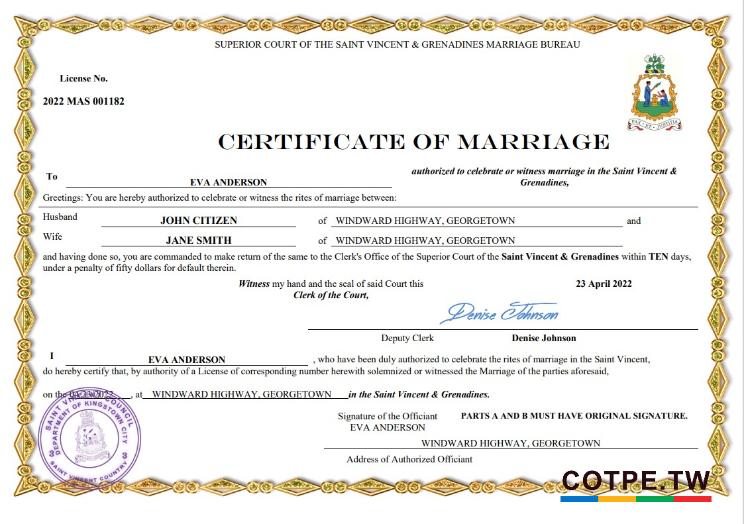 SUPERIOR COURT OF THE SAINT VINCENT & GRENADINES MARRIAGE BUREAU
License No.
2022 MAS 001182
PAX ET JUSTITIA
CERTIFICATE OF MARRIAGE
To EVA ANDERSON authorized to celebrate or witness marriage in the Saint Vincent &
Grenadines,
Greetings: You are hereby authorized to celebrate or witness the rites of marriage between:
Husband JOHN CITIZEN of WINDWARD HIGHWAY, GEORGETOWN and
Wife JANE SMITH of WINDWARD HIGHWAY, GEORGETOWN
and having done so, you are commanded to make return of the same to the Clerk's Office of the Superior Court of the Saint Vincent & Grenadines within TEN days,
under a penalty of fifty dollars for default therein.
Witness my hand and the seal of said Court this 23 April 2022
Clerk of the Court,
Denise Johnson
Deputy Clerk Denise Johnson
I EVA ANDERSON , who have been duly authorized to celebrate the rites of marriage in the Saint Vincent,
do hereby certify that, by authority of a License of corresponding number herewith solemnized or witnessed the Marriage of the parties aforesaid,
on the , at WINDWARD HIGHWAY, GEORGETOWN in the Saint Vincent & Grenadines.
SAINT VINCENT COUNCIL
DEPARTMENT OF KINGSTOWN CITY
SAINT VINCENT COUNTRY
Signature of the Officiant PARTS A AND B MUST HAVE ORIGINAL SIGNATURE.
EVA ANDERSON
WINDWARD HIGHWAY, GEORGETOWN
Address of Authorized Officiant
COTPE.TW